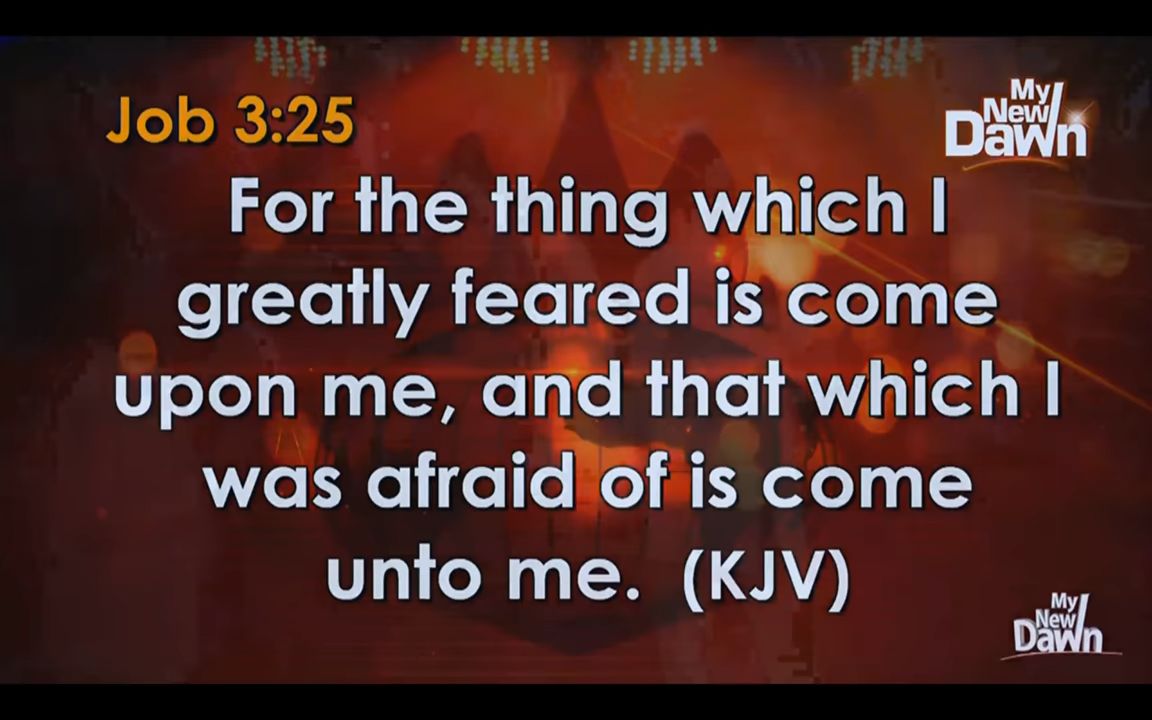 Job 3:25
My
New
Dawn
For the thing which I
greatly feared is come
upon me, and that which I
was afraid of is come
unto me. (KJV)
My
New
Dawn